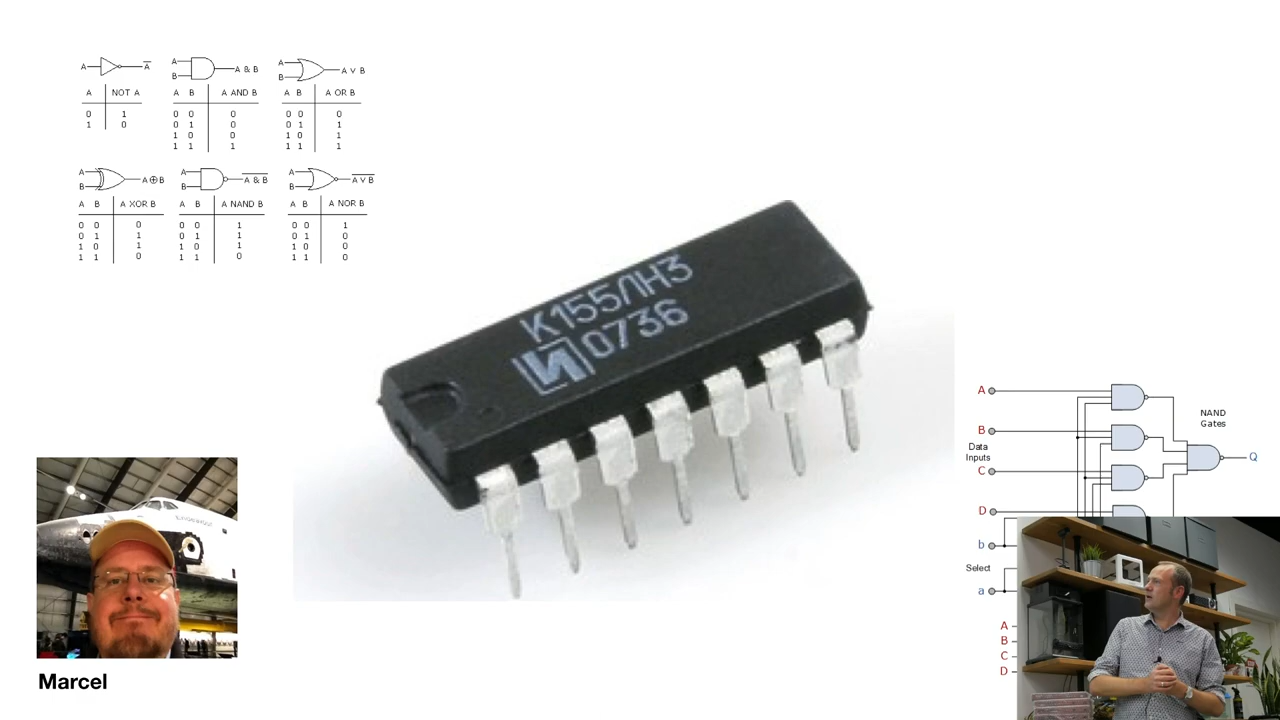 A
A̅
A
B
A & B
A
B
A ∨ B
A NOT A
0 1
1 0
A B A AND B
0 0 0
0 1 0
1 0 0
1 1 1
A B A OR B
0 0 0
0 1 1
1 0 1
1 1 1
A
B
A ⊕ B
A
B
A & B
A
B
A ∨ B
A B A XOR B
0 0 0
0 1 1
1 0 1
1 1 0
A B A NAND B
0 0 1
0 1 1
1 0 1
1 1 0
A B A NOR B
0 0 1
0 1 0
1 0 0
1 1 0
К155ЛН3
0736
A
B
Data
Inputs
C
D
b
Select
a
NAND
Gates
Q
A
B
C
D
Marcel